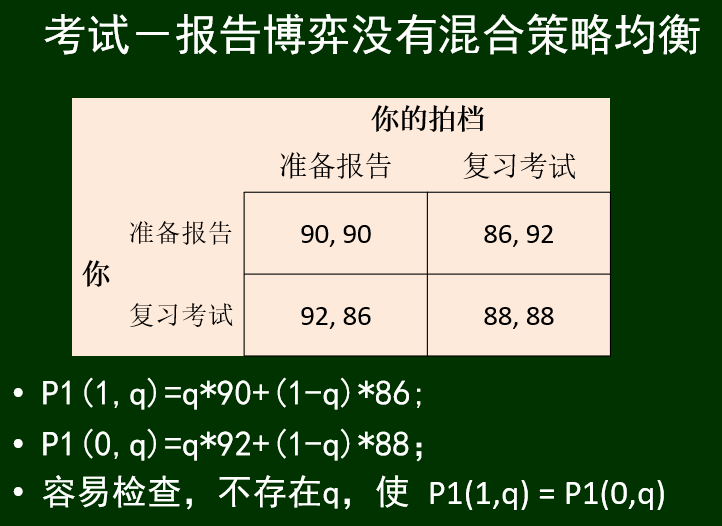 考试－报告博弈没有混合策略均衡
你的拍档
准备报告 复习考试
准备报告 90, 90 86, 92
你
复习考试 92, 86 88, 88
• P1(1,q)=q*90+(1-q)*86;
• P1(0,q)=q*92+(1-q)*88；
• 容易检查，不存在q，使 P1(1,q) = P1(0,q)